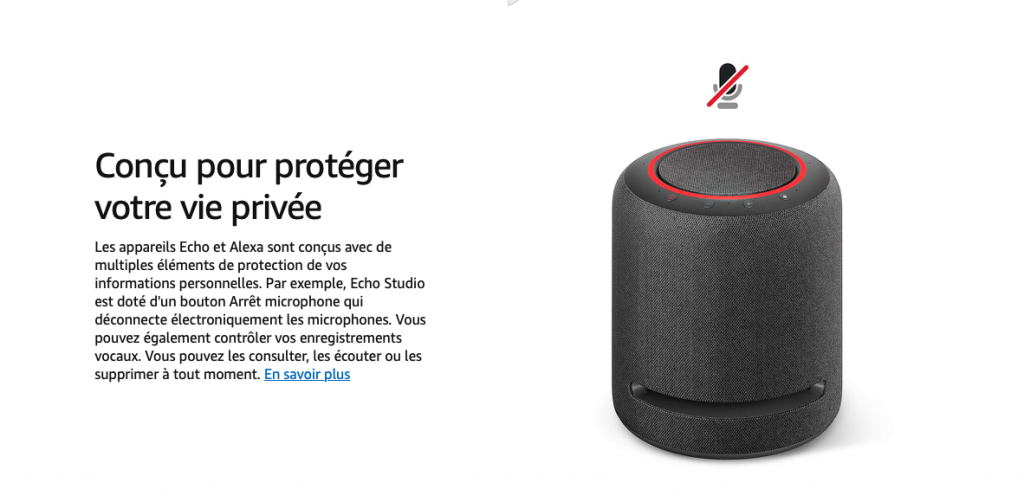 Conçu pour protéger
votre vie privée
Les appareils Echo et Alexa sont conçus avec de
multiples éléments de protection de vos
informations personnelles. Par exemple, Echo Studio
est doté d'un bouton Arrêt microphone qui
déconnecte électroniquement les microphones. Vous
pouvez également contrôler vos enregistrements
vocaux. Vous pouvez les consulter, les écouter ou les
supprimer à tout moment. En savoir plus